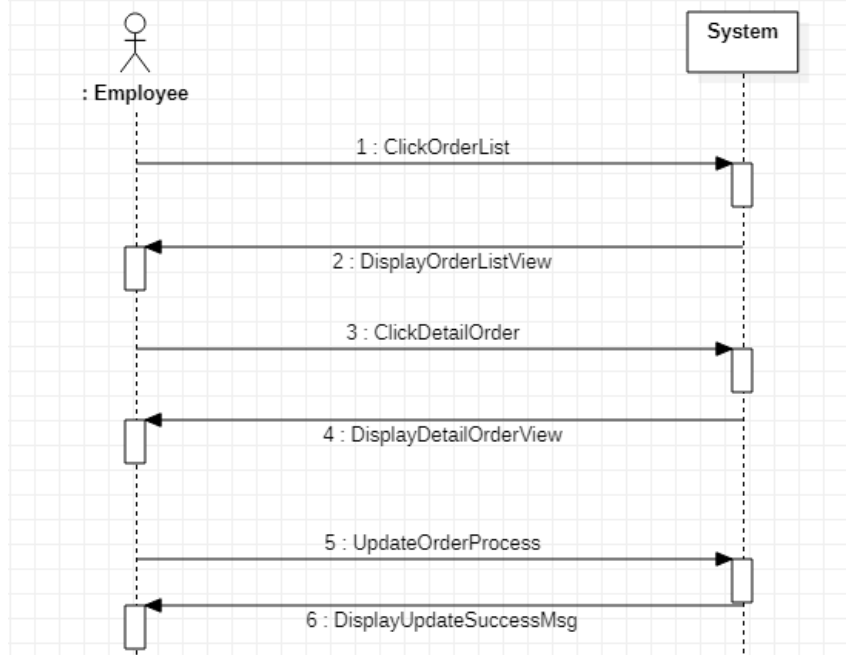 System
: Employee
1 : ClickOrderList
2 : DisplayOrderListView
3 : ClickDetailOrder
4 : DisplayDetailOrderView
5 : UpdateOrderProcess
6 : DisplayUpdateSuccessMsg